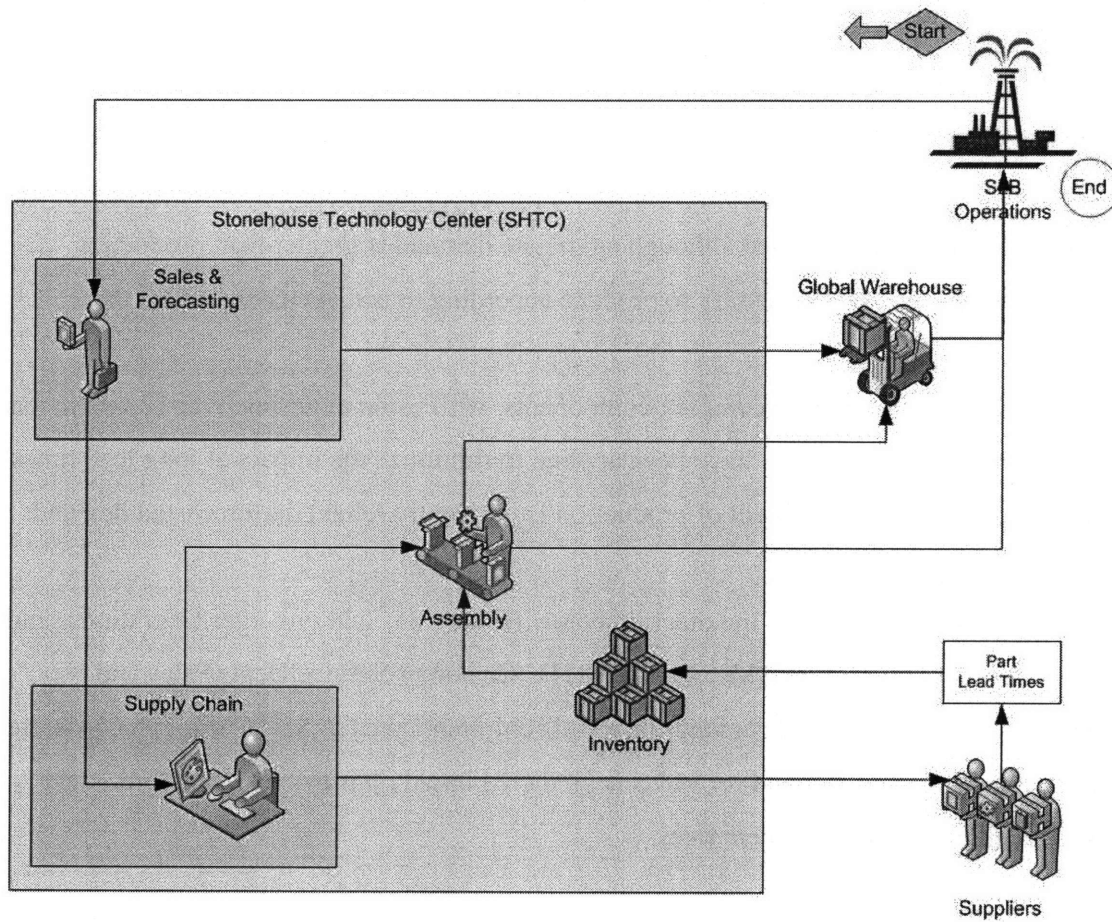 Start
SLB
Operations
End
Stonehouse Technology Center (SHTC)
Sales &
Forecasting
Global Warehouse
Assembly
Part
Lead Times
Supply Chain
Inventory
Suppliers